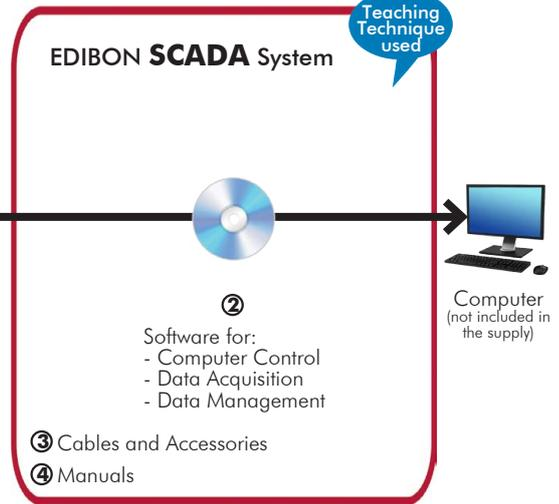 Teaching
Technique
used
EDIBON SCADA System
②
Software for:
- Computer Control
- Data Acquisition
- Data Management
③ Cables and Accessories
④ Manuals
Computer
(not included in
the supply)